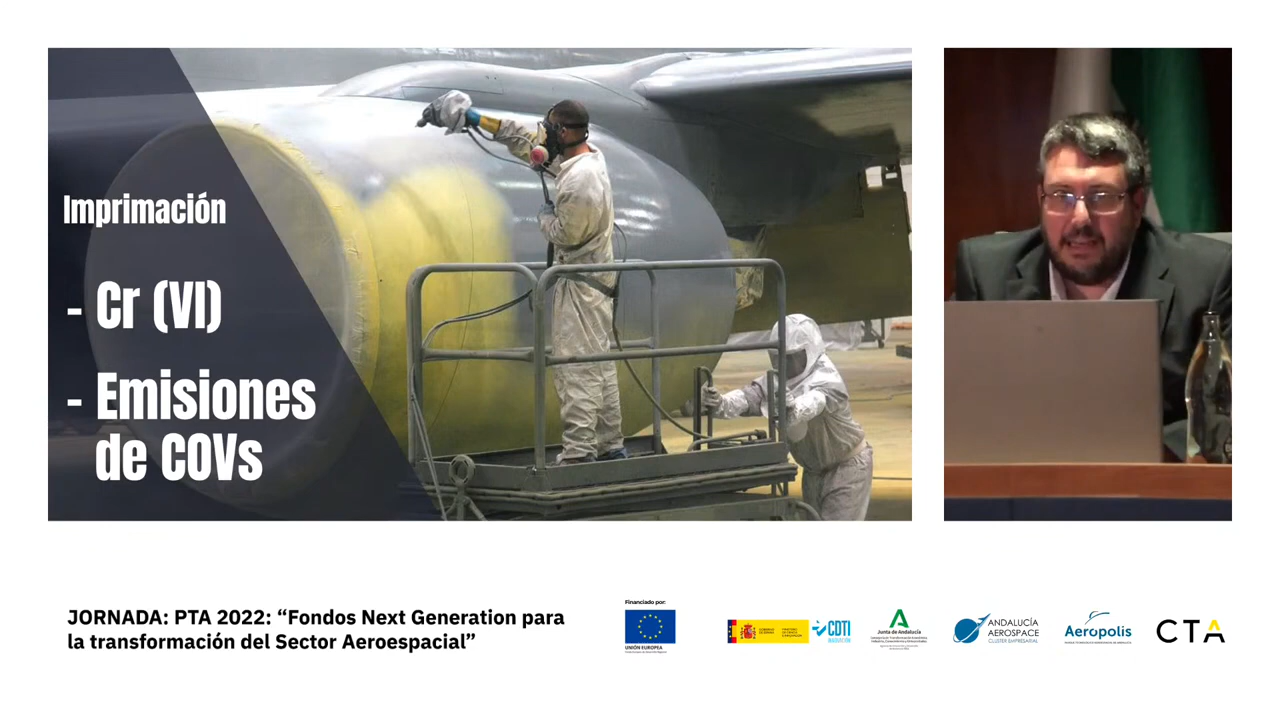 Imprimación
- Cr (VI)
- Emisiones
de COVs
JORNADA: PTA 2022: “Fondos Next Generation para
la transformación del Sector Aeroespacial”
Financiado por:
UNIÓN EUROPEA
CDTI
Junta de Andalucía
ANDALUCÍA
AEROSPACE
CLUSTER EMPRESARIAL
Aeropolis
CTA